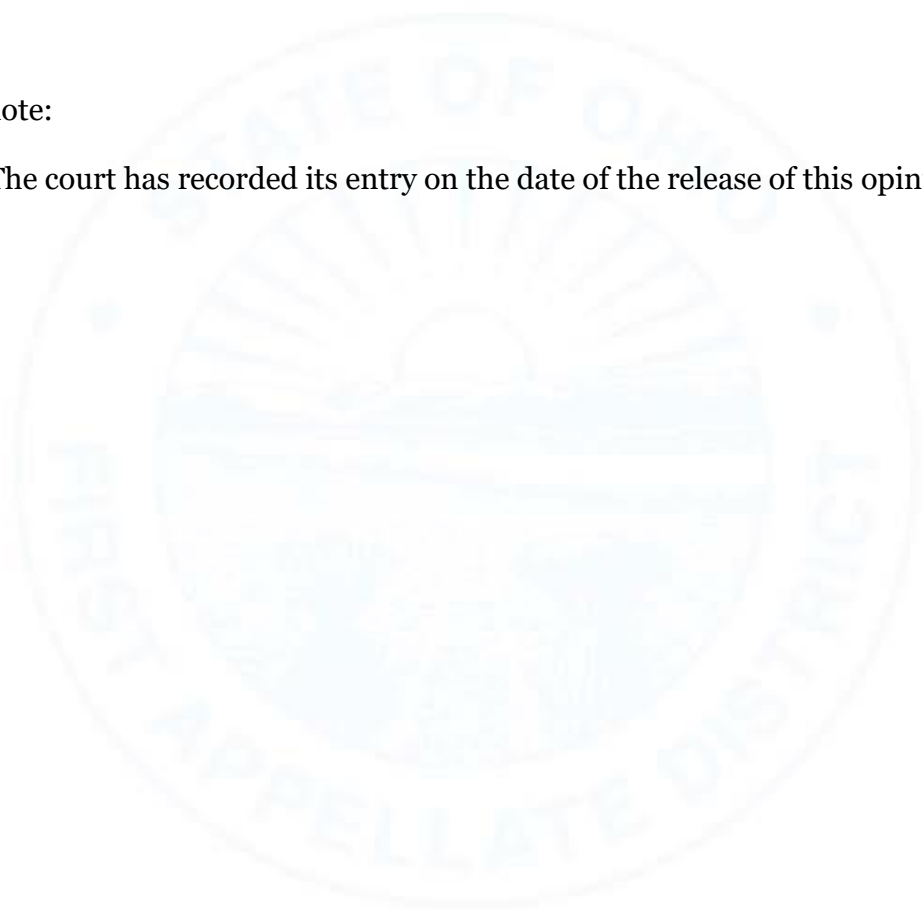 ote:
The court has recorded its entry on the date of the release of this opin
STATE OF OHIO
FIRST APPELLATE DISTRICT